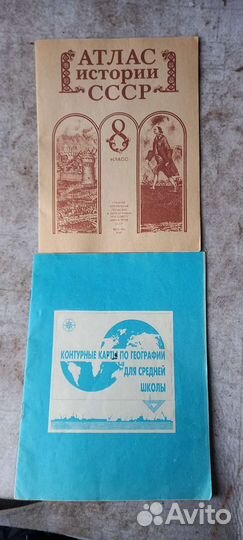 АТЛАС
истории
СССР
8
КЛАСС
КОНТУРНЫЕ КАРТЫ ПО ГЕОГРАФИИ
ДЛЯ СРЕДНЕЙ
ШКОЛЫ
Avito